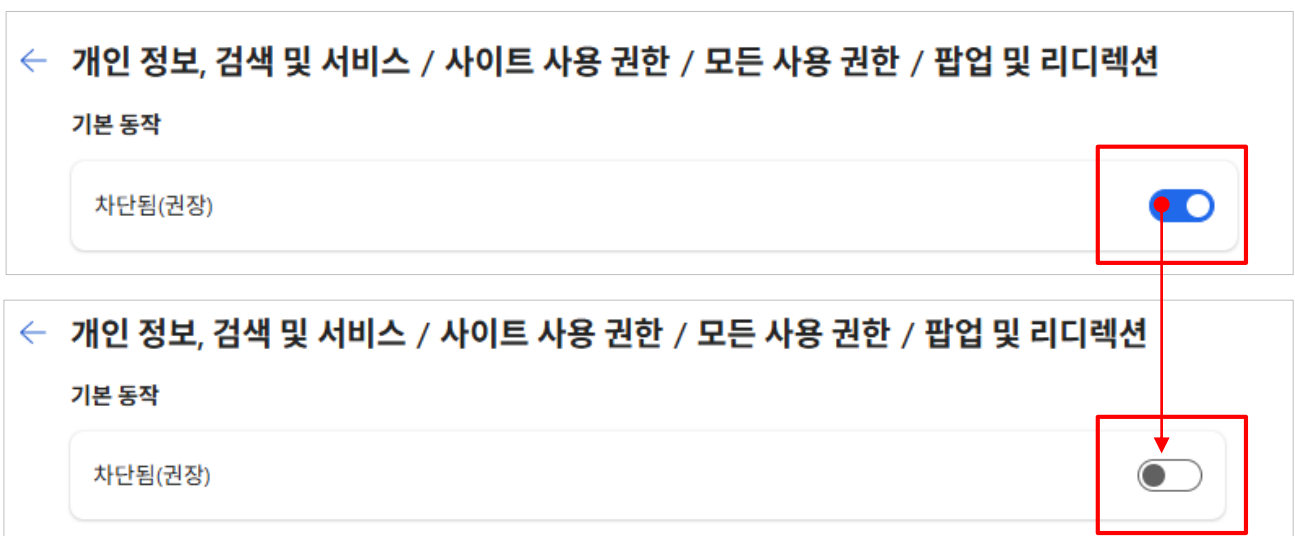 개인 정보, 검색 및 서비스 / 사이트 사용 권한 / 모든 사용 권한 / 팝업 및 리디렉션
기본 동작
차단됨(권장)
개인 정보, 검색 및 서비스 / 사이트 사용 권한 / 모든 사용 권한 / 팝업 및 리디렉션
기본 동작
차단됨(권장)